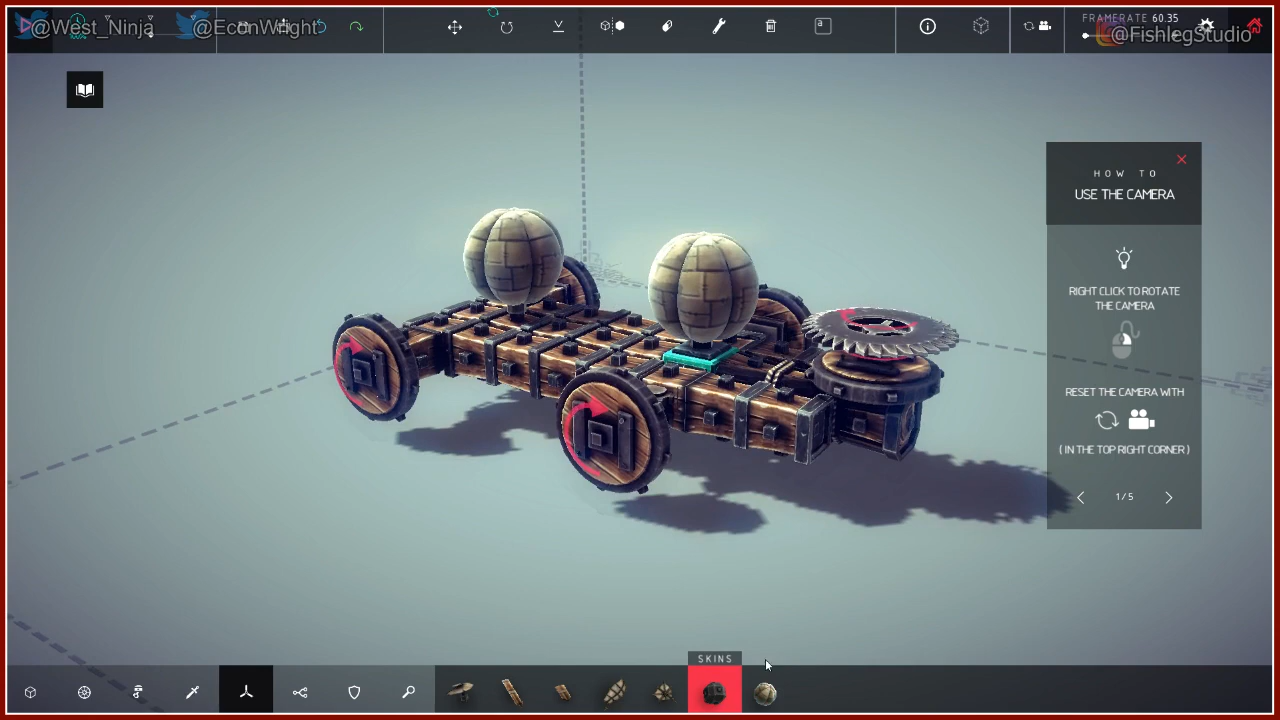 @West_Ninja
@EconWright
a
FRAMERATE 60.35
@FishlegStudio
HOW TO
USE THE CAMERA
RIGHT CLICK TO ROTATE
THE CAMERA
RESET THE CAMERA WITH
( IN THE TOP RIGHT CORNER )
1/5
SKINS